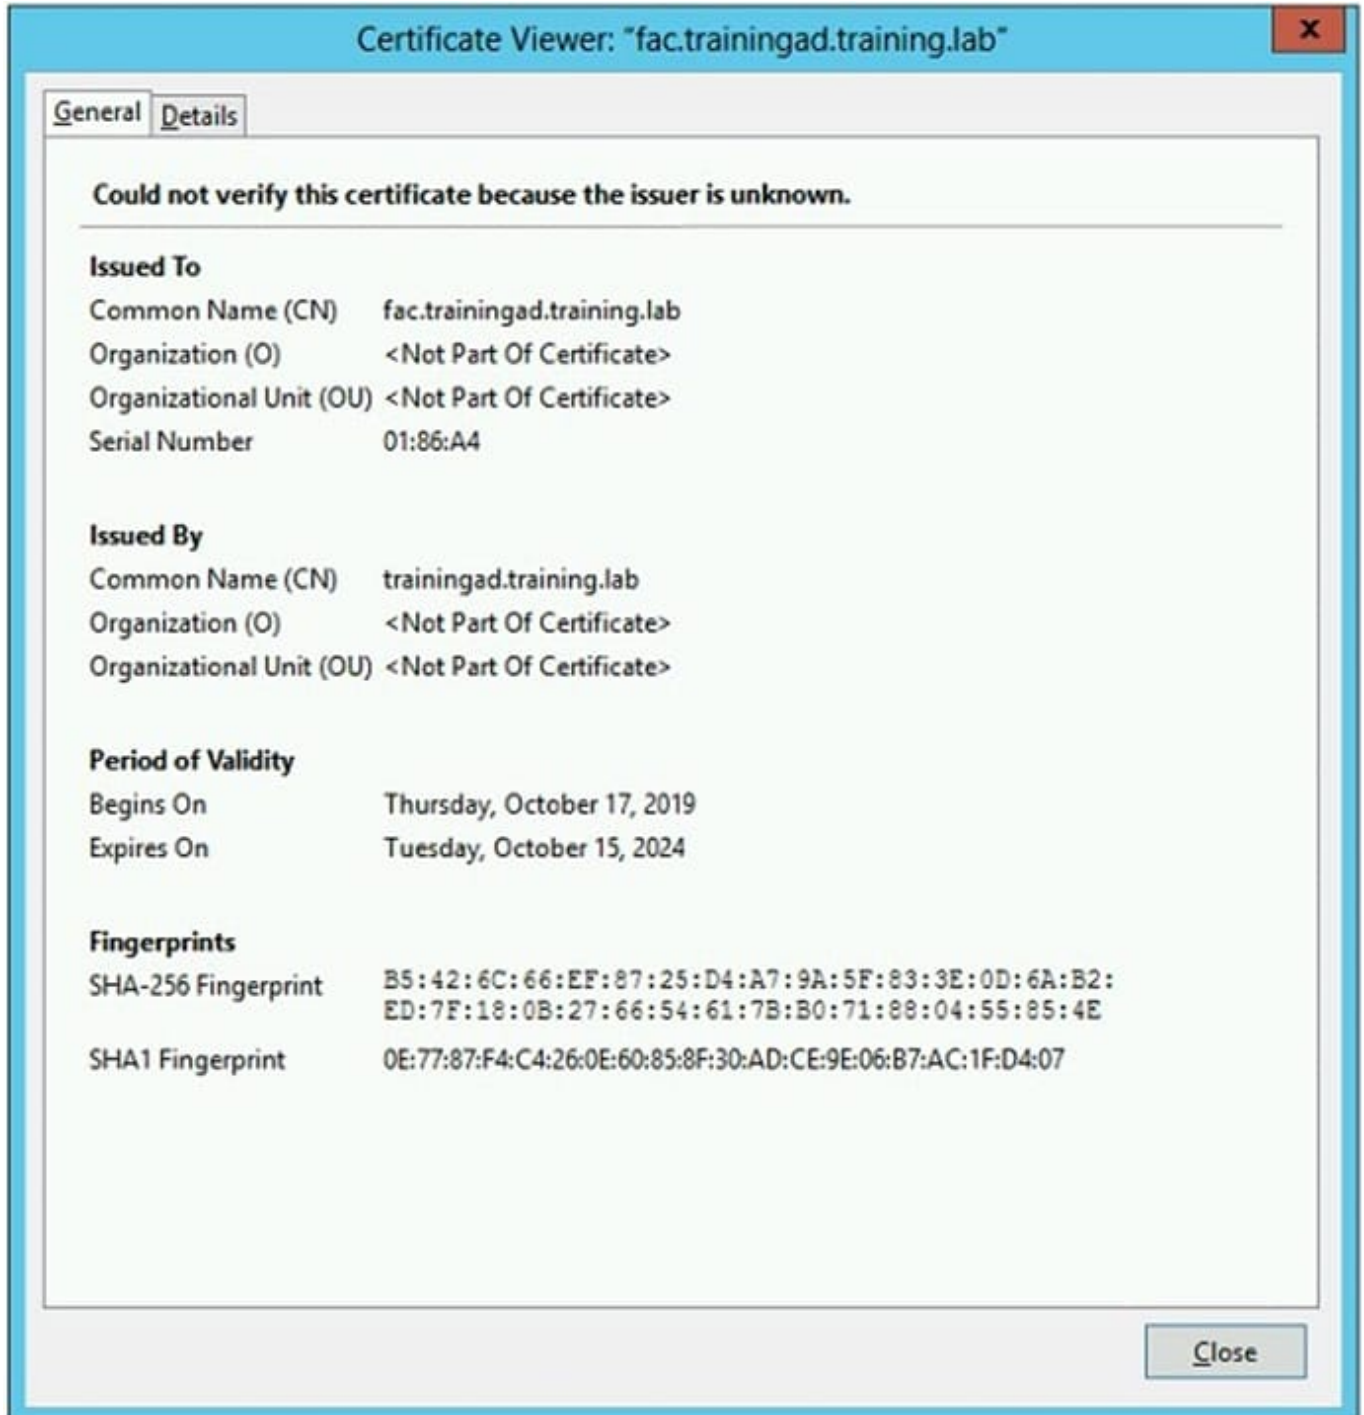 Certificate Viewer: "fac.trainingad.training.lab"
x
General Details
Could not verify this certificate because the issuer is unknown.
Issued To
Common Name (CN) fac.trainingad.training.lab
Organization (O) <Not Part Of Certificate>
Organizational Unit (OU) <Not Part Of Certificate>
Serial Number 01:86:A4
Issued By
Common Name (CN) trainingad.training.lab
Organization (O) <Not Part Of Certificate>
Organizational Unit (OU) <Not Part Of Certificate>
Period of Validity
Begins On Thursday, October 17, 2019
Expires On Tuesday, October 15, 2024
Fingerprints
SHA-256 Fingerprint B5:42:6C:66:EF:87:25:D4:A7:9A:5F:83:3E:0D:6A:B2:
ED:7F:18:0B:27:66:54:61:7B:B0:71:88:04:55:85:4E
SHA1 Fingerprint 0E:77:87:F4:C4:26:0E:60:85:8F:30:AD:CE:9E:06:B7:AC:1F:D4:07
Close